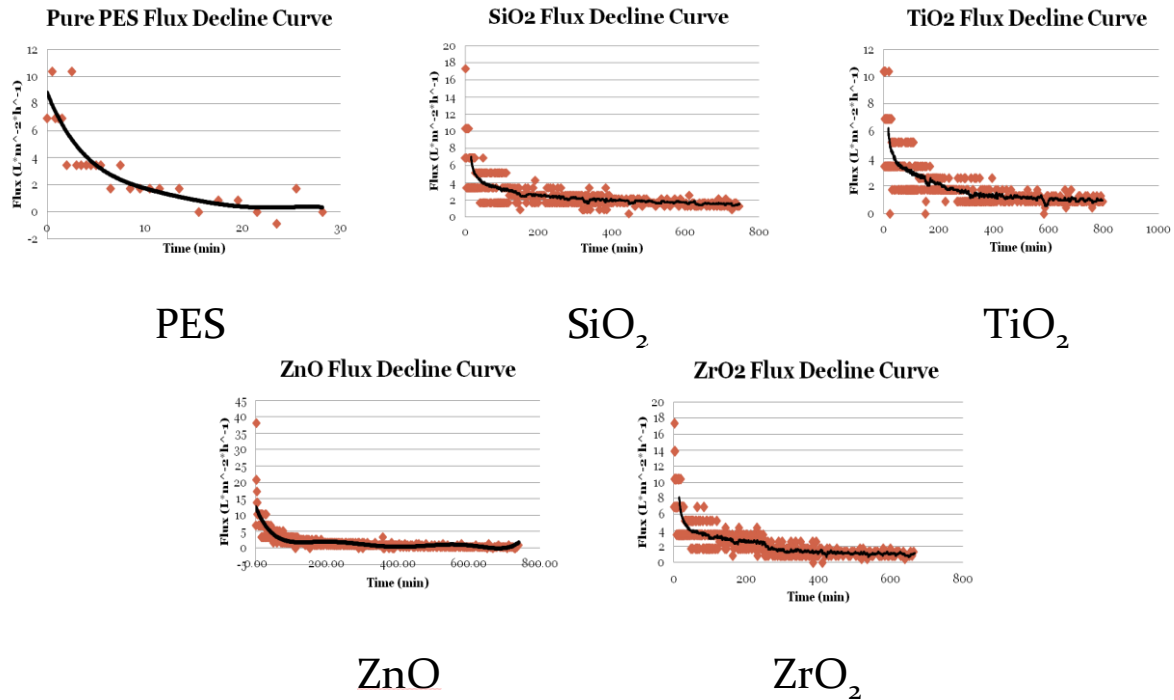 Pure PES Flux Decline Curve
Flux (L*m^-2*h^-1)
12
10
8
6
4
2
0
-2
0 10 20 30
Time (min)
PES
SiO2 Flux Decline Curve
Flux (L*m^-2*h^-1)
20
18
16
14
12
10
8
6
4
2
0
0 200 400 600 800
Time (min)
SiO₂
TiO2 Flux Decline Curve
Flux (L*m^-2*h^-1)
12
10
8
6
4
2
0
0 200 400 600 800 1000
Time (min)
TiO₂
ZnO Flux Decline Curve
Flux (L*m^-2*h^-1)
45
40
35
30
25
20
15
10
5
0
-5
0.00 200.00 400.00 600.00 800.00
Time (min)
ZnO
ZrO2 Flux Decline Curve
Flux (L*m^-2*h^-1)
20
18
16
14
12
10
8
6
4
2
0
0 200 400 600 800
Time (min)
ZrO₂